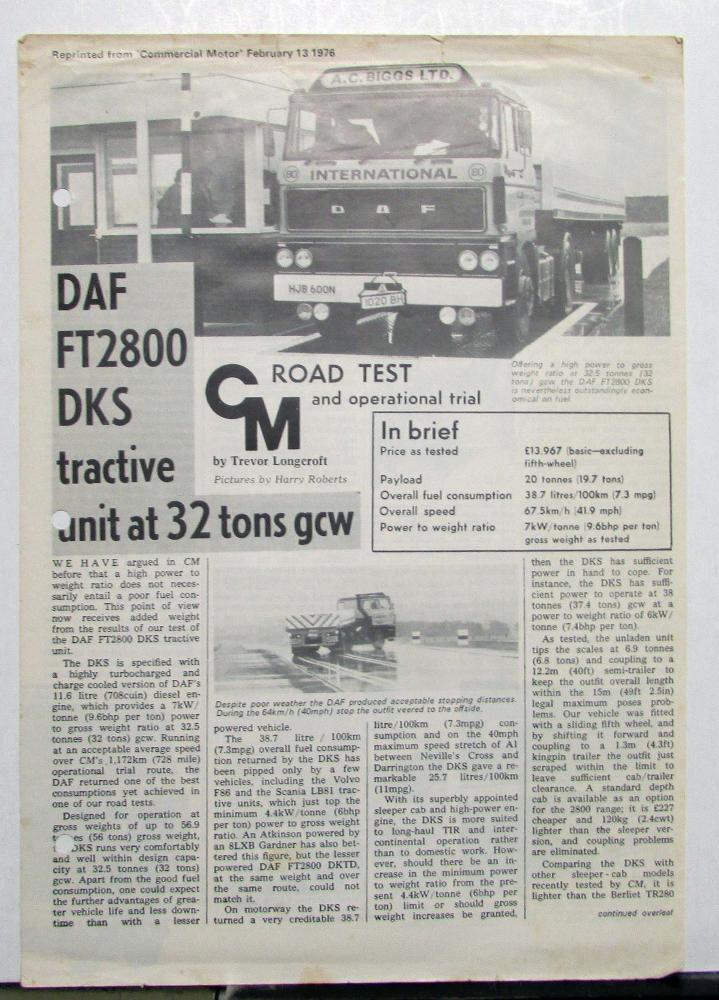 Reprinted from 'Commercial Motor' February 13 1976
A.C. BIGGS LTD.
80 INTERNATIONAL 80
D A F
HJB 600N
1020 BH
DAF
FT2800
DKS
tractive
unit at 32 tons gcw
CM ROAD TEST
and operational trial
by Trevor Longcroft
Pictures by Harry Roberts
Offering a high power to gross
weight ratio at 32.5 tonnes (32
tons) gcw the DAF FT2800 DKS
is nevertheless outstandingly econ-
omical on fuel.
In brief
Price as tested £13,967 (basic—excluding
fifth-wheel)
Payload 20 tonnes (19.7 tons)
Overall fuel consumption 38.7 litres/100km (7.3 mpg)
Overall speed 67.5km/h (41.9 mph)
Power to weight ratio 7kW/tonne (9.6bhp per ton)
gross weight as tested
WE HAVE argued in CM
before that a high power to
weight ratio does not neces-
sarily entail a poor fuel con-
sumption. This point of view
now receives added weight
from the results of our test of
the DAF FT2800 DKS tractive
unit.
The DKS is specified with
a highly turbocharged and
charge cooled version of DAF's
11.6 litre (708cuin) diesel en-
gine, which provides a 7kW/
tonne (9.6bhp per ton) power
to gross weight ratio at 32.5
tonnes (32 tons) gcw. Running
at an acceptable average speed
over CM's 1,172km (728 mile)
operational trial route, the
DAF returned one of the best
consumptions yet achieved in
one of our road tests.
Designed for operation at
gross weights of up to 56.9
es (56 tons) gross weight,
DKS runs very comfortably
and well within design capa-
city at 32.5 tonnes (32 tons)
gcw. Apart from the good fuel
consumption, one could expect
the further advantages of grea-
ter vehicle life and less down-
time than with a lesser
Despite poor weather the DAF produced acceptable stopping distances.
During the 64km/h (40mph) stop the outfit veered to the offside.
powered vehicle.
The 38.7 litre / 100km
(7.3mpg) overall fuel consump-
tion returned by the DKS has
been pipped only by a few
vehicles, including the Volvo
F86 and the Scania LB81 trac-
tive units, which just top the
minimum 4.4kW/tonne (6bhp
per ton) power to gross weight
ratio. An Atkinson powered by
an 8LXB Gardner has also bet-
tered this figure, but the lesser
powered DAF FT2800 DKTD,
at the same weight and over
the same route, could not
match it.
On motorway the DKS re-
turned a very creditable 38.7
litre/100km (7.3mpg) con-
sumption and on the 40mph
maximum speed stretch of A1
between Neville's Cross and
Darrington the DKS gave a re-
markable 25.7 litres/100km
(11mpg).
With its superbly appointed
sleeper cab and high-power en-
gine, the DKS is more suited
to long-haul TIR and inter-
continental operation rather
than to domestic work. How-
ever, should there be an in-
crease in the minimum power
to weight ratio from the pre-
sent 4.4kW/tonne (6bhp per
ton) limit or should gross
weight increases be granted,
then the DKS has sufficient
power in hand to cope. For
instance, the DKS has suffi-
cient power to operate at 38
tonnes (37.4 tons) gcw at a
power to weight ratio of 6kW/
tonne (7.4bhp per ton).
As tested, the unladen unit
tips the scales at 6.9 tonnes
(6.8 tons) and coupling to a
12.2m (40ft) semi-trailer to
keep the outfit overall length
within the 15m (49ft 2.5in)
legal maximum poses prob-
lems. Our vehicle was fitted
with a sliding fifth wheel, and
by shifting it forward and
coupling to a 1.3m (4.3ft)
kingpin trailer the outfit just
scraped within the limit to
leave sufficient cab/trailer
clearance. A standard depth
cab is available as an option
for the 2800 range; it is £227
cheaper and 120kg (2.4cwt)
lighter than the sleeper ver-
sion, and coupling problems
are eliminated.
Comparing the DKS with
other sleeper-cab models
recently tested by CM, it is
lighter than the Berliet TR280
continued overleaf